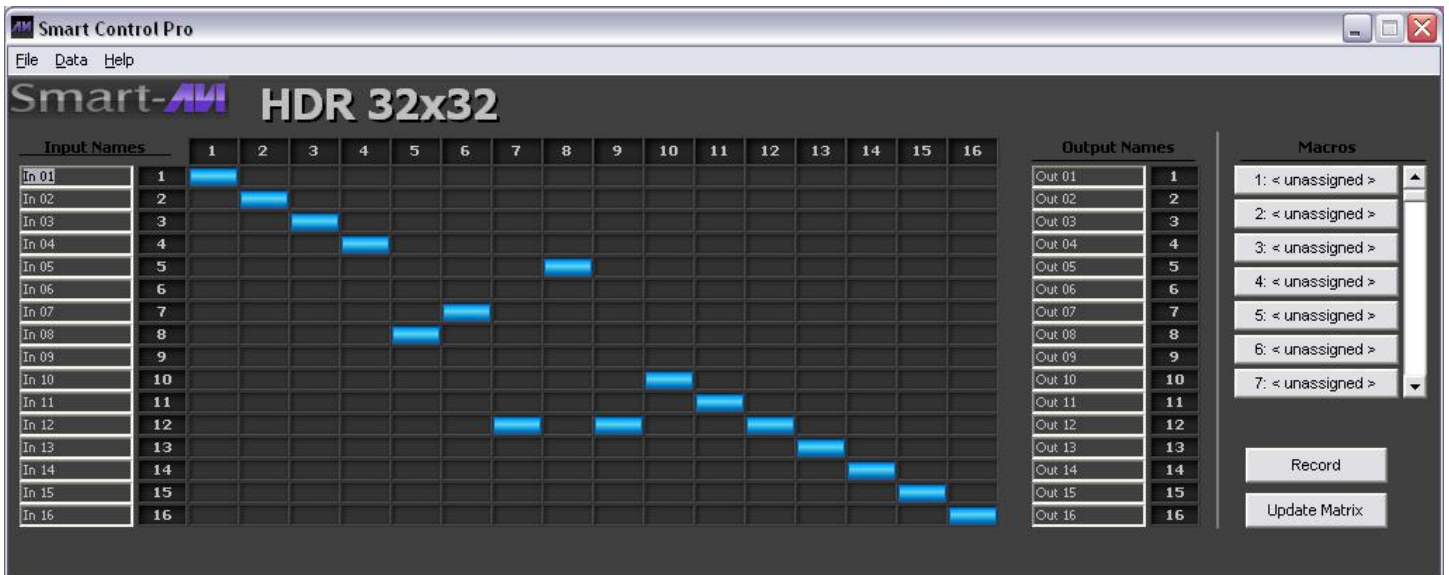 Smart Control Pro
File Data Help
Smart-AVI HDR 32x32
Input Names 1 2 3 4 5 6 7 8 9 10 11 12 13 14 15 16 Output Names Macros
In 01 1 Out 01 1 1: < unassigned >
In 02 2 Out 02 2 2: < unassigned >
In 03 3 Out 03 3 3: < unassigned >
In 04 4 Out 04 4
In 05 5 Out 05 5 4: < unassigned >
In 06 6 Out 06 6
In 07 7 Out 07 7 5: < unassigned >
In 08 8 Out 08 8 6: < unassigned >
In 09 9 Out 09 9
In 10 10 Out 10 10 7: < unassigned >
In 11 11 Out 11 11
In 12 12 Out 12 12
In 13 13 Out 13 13
In 14 14 Out 14 14 Record
In 15 15 Out 15 15
In 16 16 Out 16 16 Update Matrix